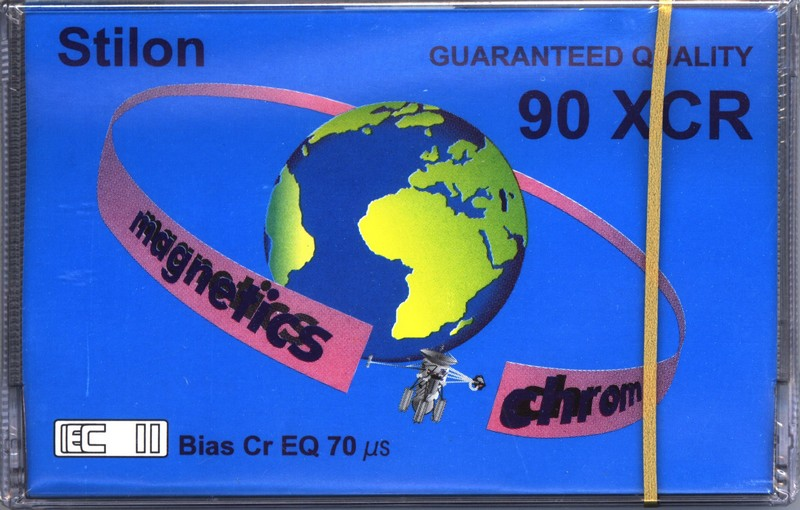 Stilon
GUARANTEED QUALITY
90 XCR
magnetics
chrom
IEC II Bias Cr EQ 70 µs